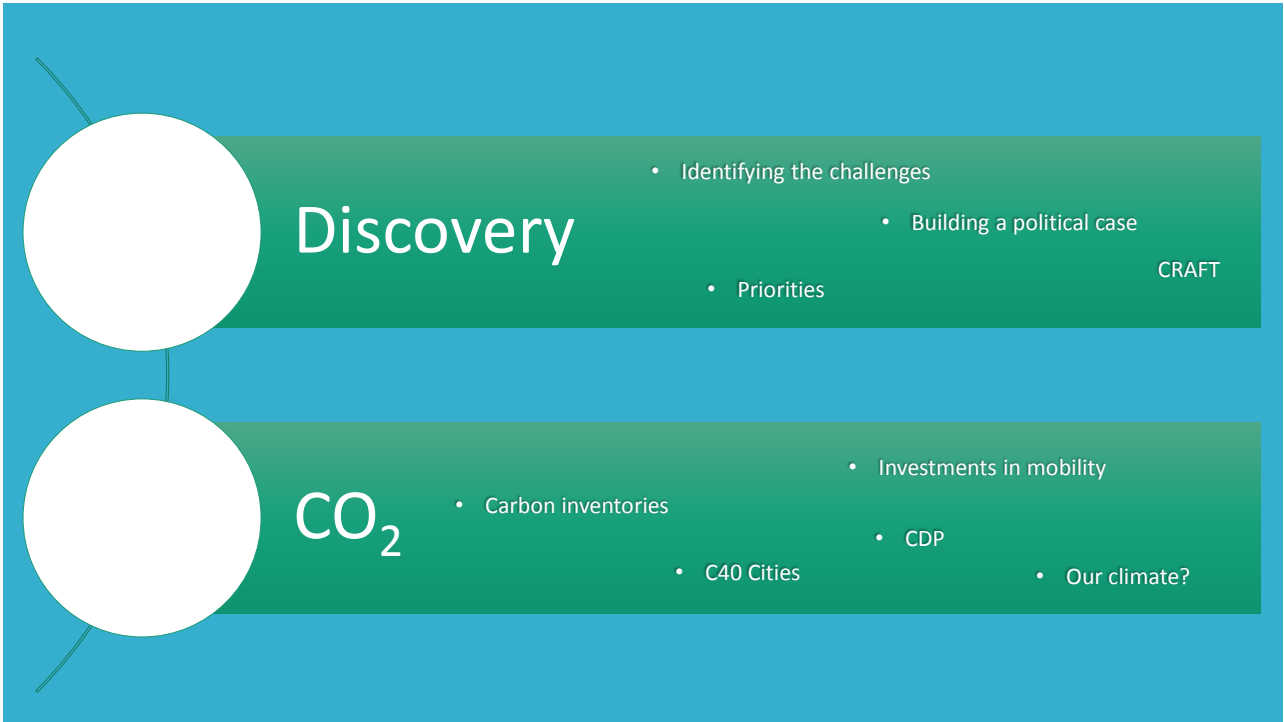 Discovery
• Identifying the challenges
• Building a political case
CRAFT
• Priorities
CO₂
• Investments in mobility
• Carbon inventories
• CDP
• C40 Cities
• Our climate?